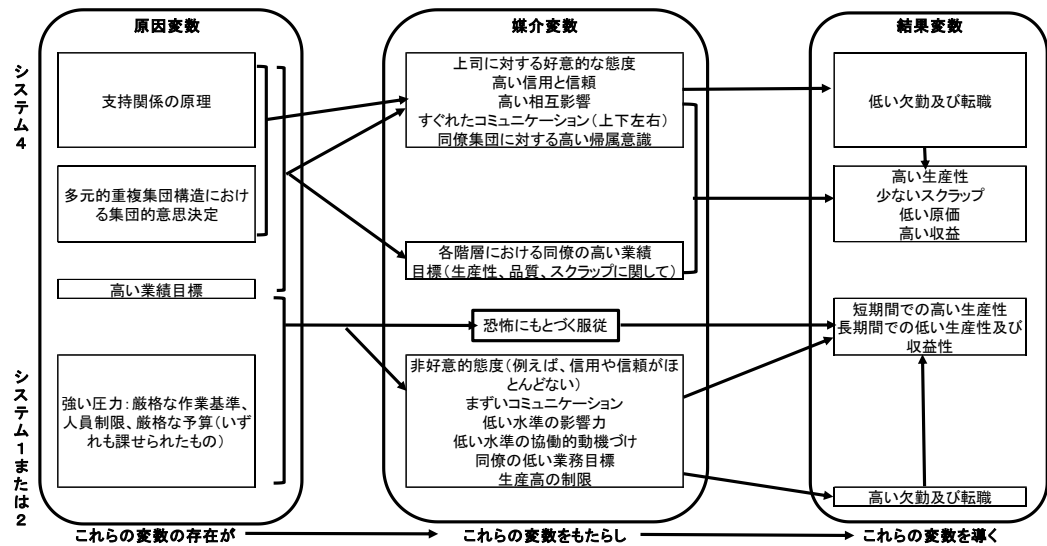 原因変数
媒介変数
結果変数
システム4
支持関係の原理
多元的重複集団構造におけ
る集団的意思決定
高い業績目標
上司に対する好意的な態度
高い信用と信頼
高い相互影響
すぐれたコミュニケーション（上下左右）
同僚集団に対する高い帰属意識
各階層における同僚の高い業績
目標（生産性、品質、スクラップに関して）
低い欠勤及び転職
高い生産性
少ないスクラップ
低い原価
高い収益
システム1または2
強い圧力：厳格な作業基準、
人員制限、厳格な予算（いず
れも課せられたもの）
恐怖にもとづく服従
非好意的態度（例えば、信用や信頼がほ
とんどない）
まずいコミュニケーション
低い水準の影響力
低い水準の協働的動機づけ
同僚の低い業務目標
生産高の制限
短期間での高い生産性
長期間での低い生産性及び
収益性
高い欠勤及び転職
これらの変数の存在が
これらの変数をもたらし
これらの変数を導く